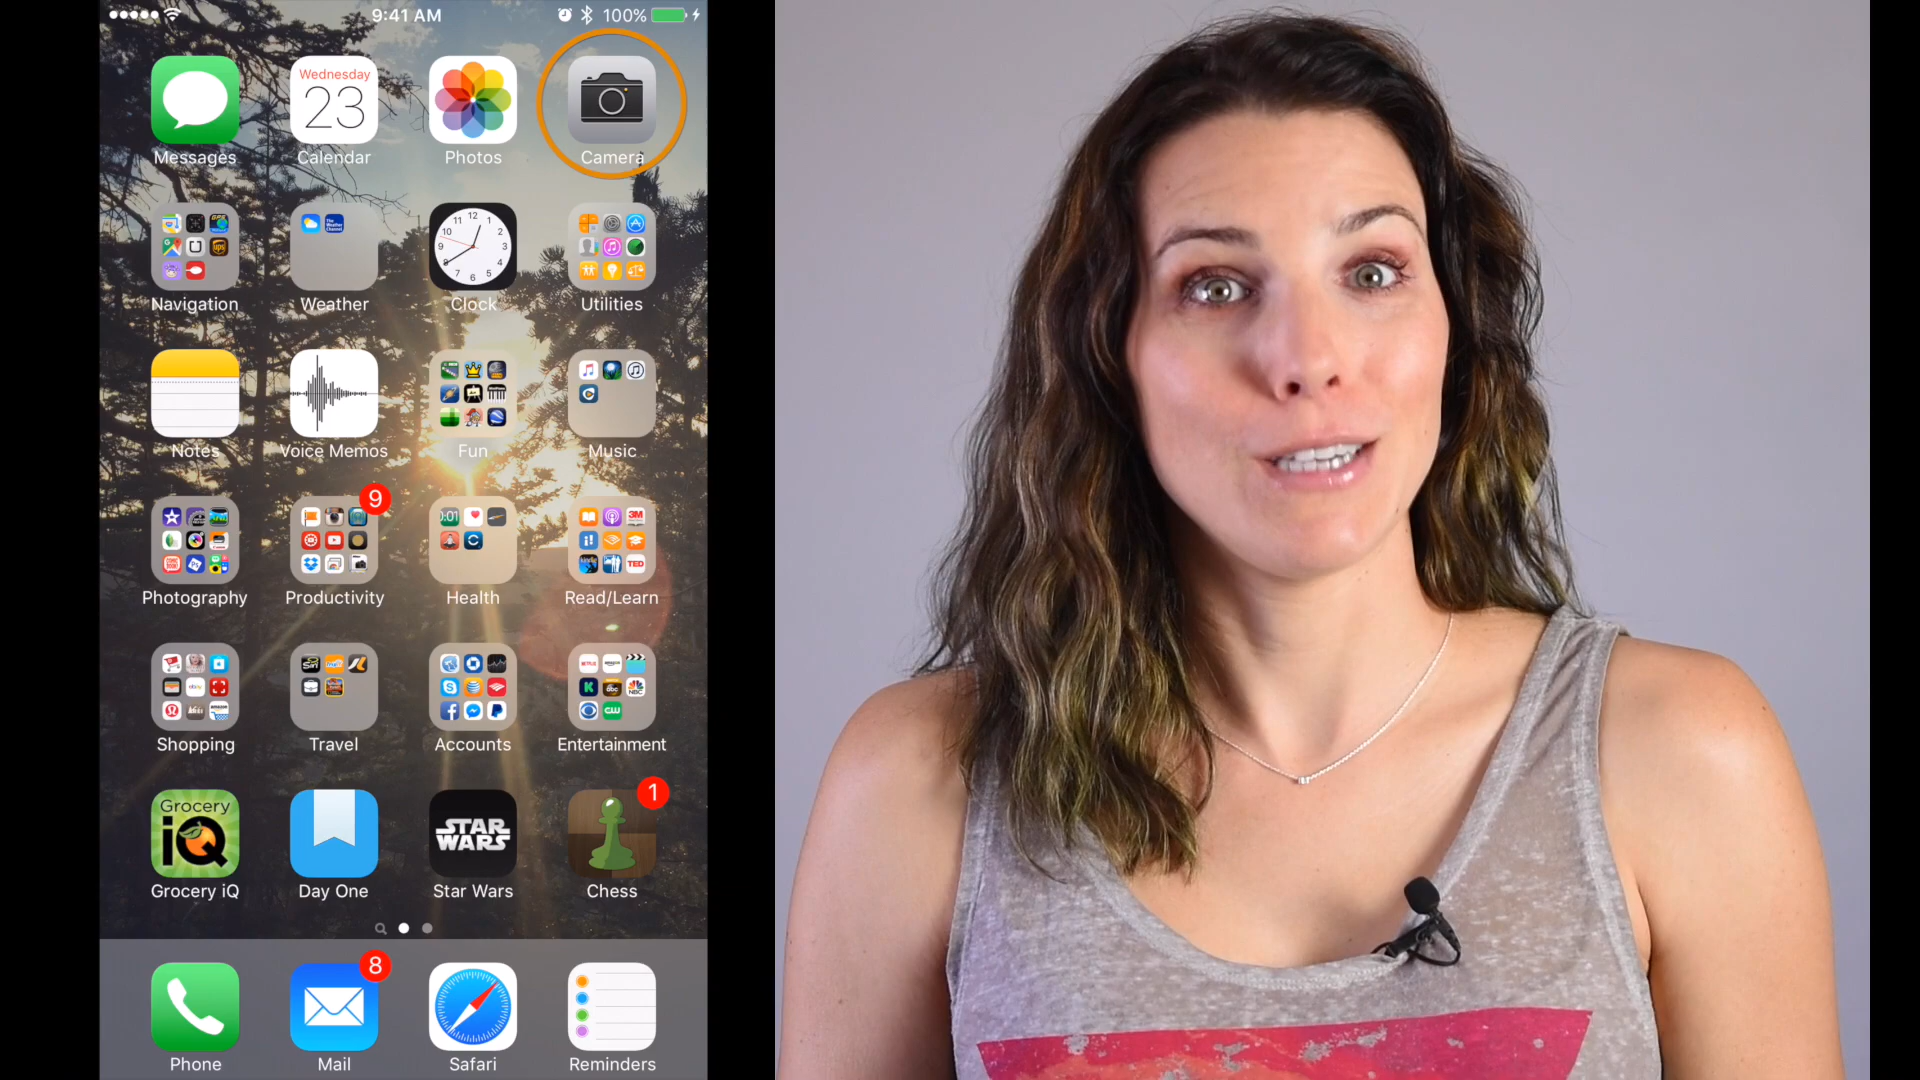 9:41 AM 100%
Wednesday
23
Messages Calendar Photos Camera
Navigation Weather Clock Utilities
Notes Voice Memos Fun Music
9
Photography Productivity Health Read/Learn
Shopping Travel Accounts Entertainment
1
Grocery
iQ
STAR
WARS
Grocery iQ Day One Star Wars Chess
8
Phone Mail Safari Reminders